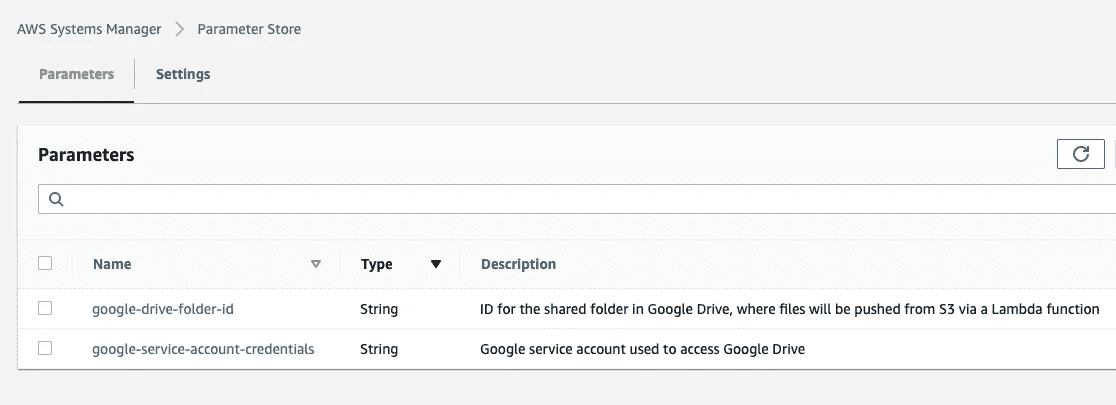 AWS Systems Manager > Parameter Store
Parameters Settings
Parameters
Name Type Description
google-drive-folder-id String ID for the shared folder in Google Drive, where files will be pushed from S3 via a Lambda function
google-service-account-credentials String Google service account used to access Google Drive